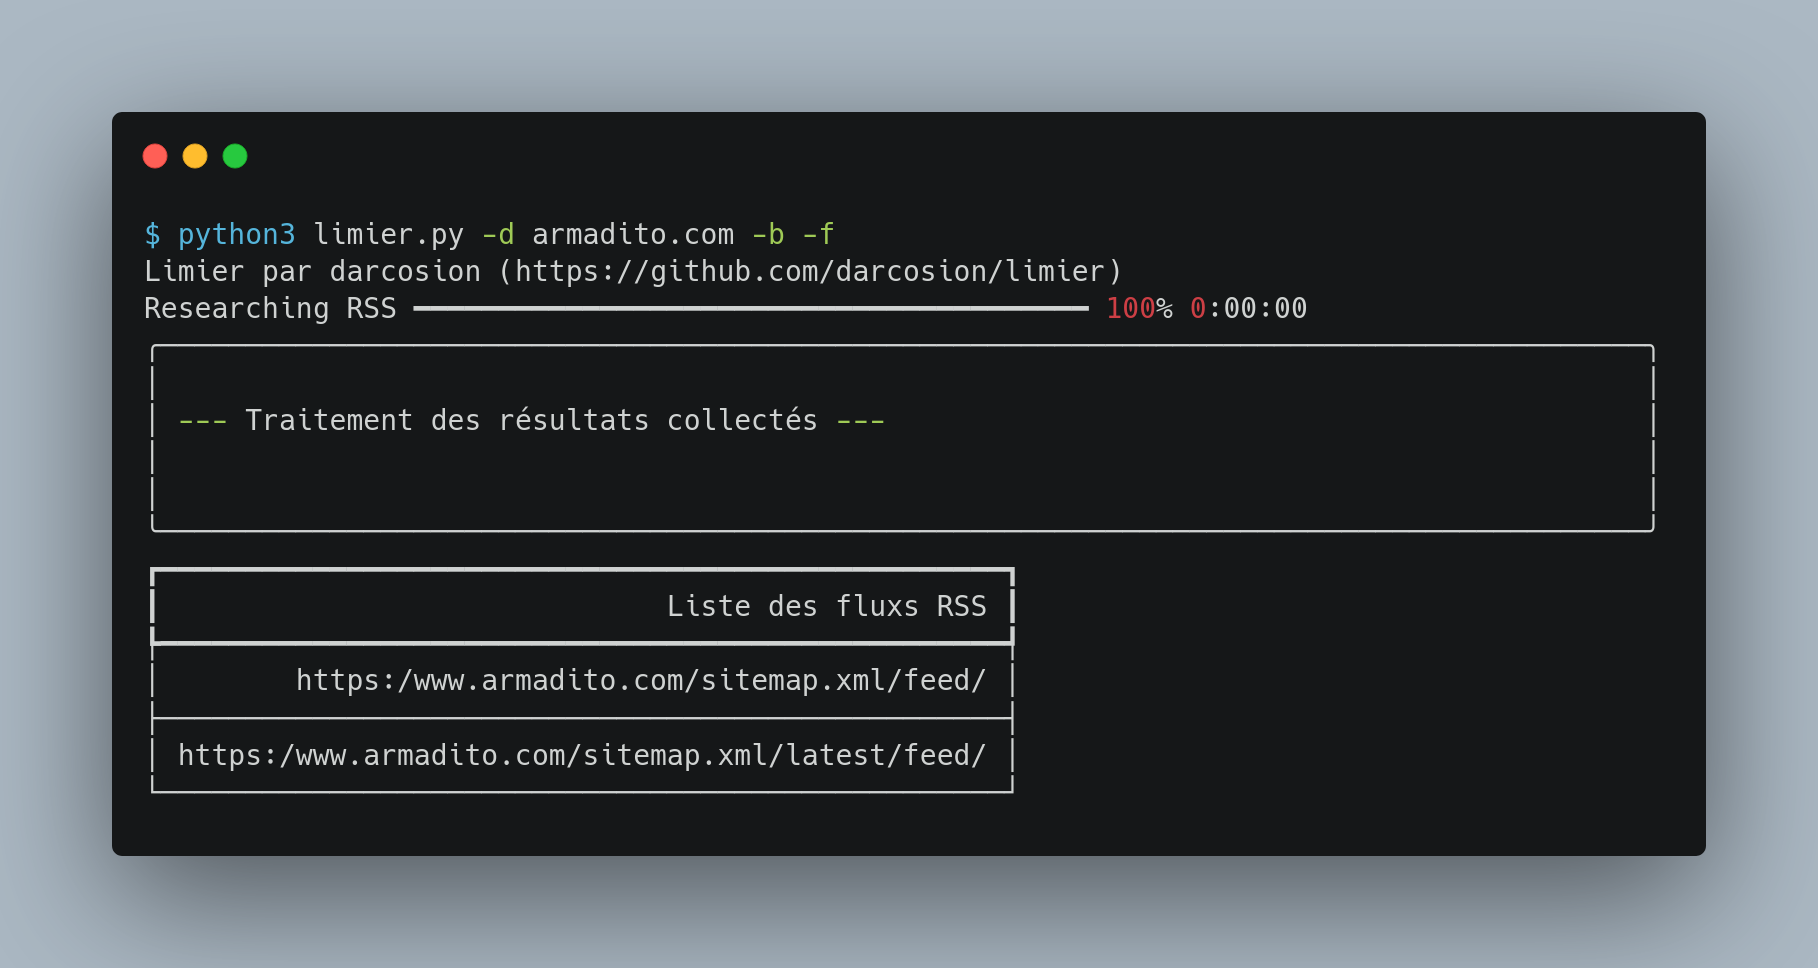 $ python3 limier.py -d armadito.com -b -f
Limier par darcosion (https://github.com/darcosion/limier)
Researching RSS ━━━━━━━━━━━━━━━━━━━━━━━━━━━━━━━━━━━━━━━━ 100% 0:00:00
--- Traitement des résultats collectés ---
Liste des fluxs RSS
https:/www.armadito.com/sitemap.xml/feed/
https:/www.armadito.com/sitemap.xml/latest/feed/